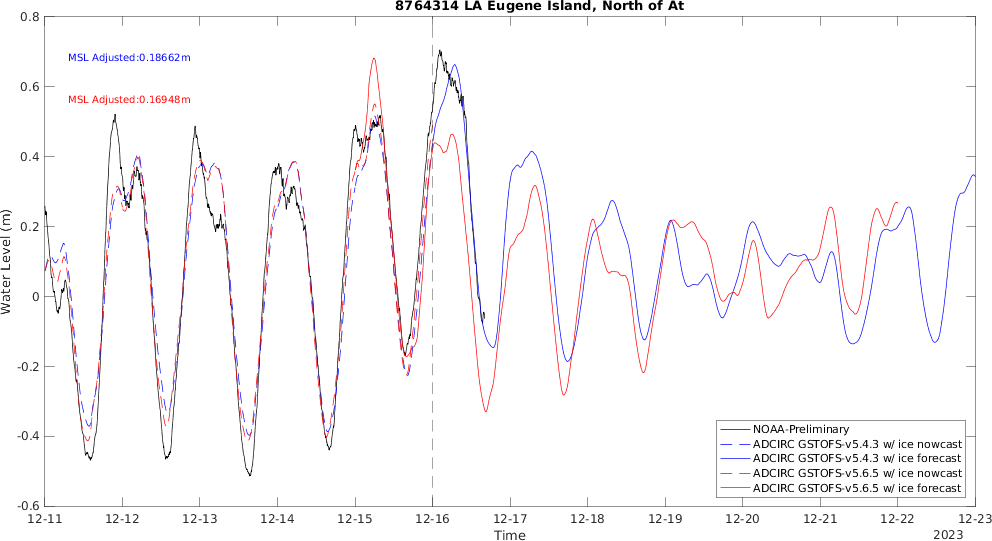 8764314 LA Eugene Island, North of At
0.8
0.6
0.4
0.2
0
-0.2
-0.4
-0.6
Water Level (m)
MSL Adjusted:0.18662m
MSL Adjusted:0.16948m
NOAA-Preliminary
ADCIRC GSTOFS-v5.4.3 w/ ice nowcast
ADCIRC GSTOFS-v5.4.3 w/ ice forecast
ADCIRC GSTOFS-v5.6.5 w/ ice nowcast
ADCIRC GSTOFS-v5.6.5 w/ ice forecast
12-11 12-12 12-13 12-14 12-15 12-16 12-17 12-18 12-19 12-20 12-21 12-22 12-23
Time
2023